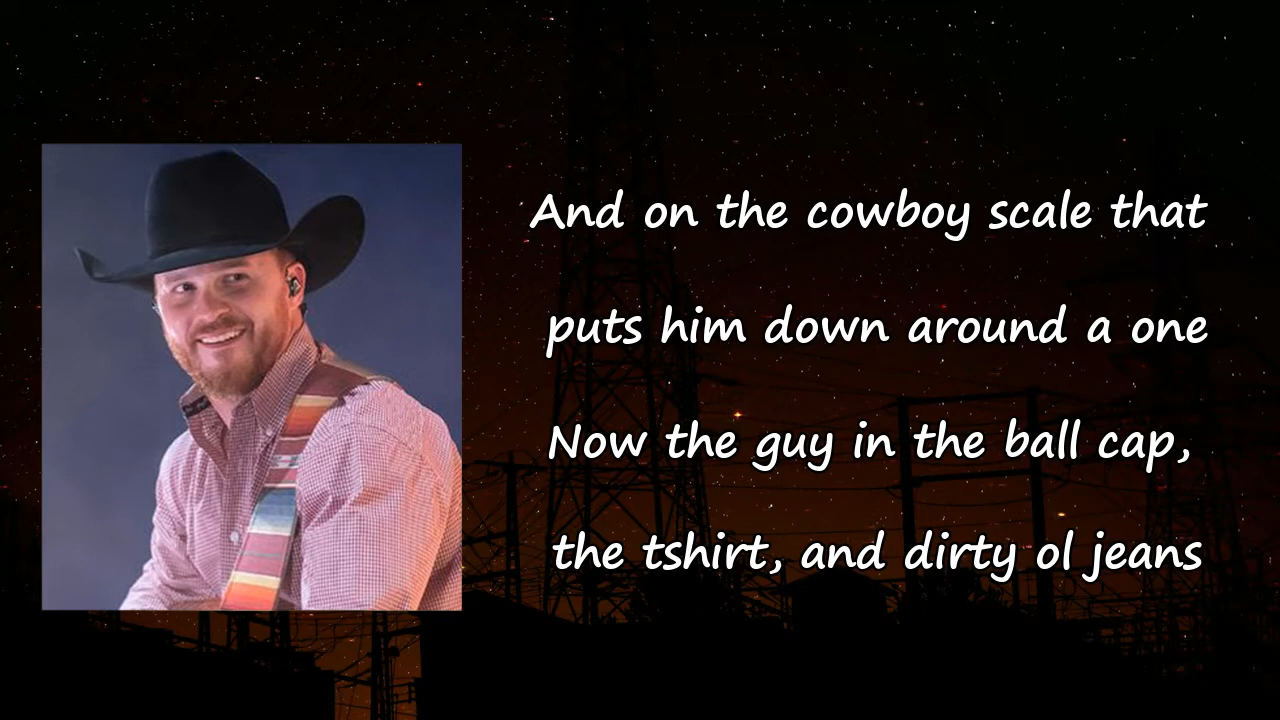 And on the cowboy scale that
puts him down around a one
Now the guy in the ball cap,
the tshirt, and dirty ol jeans